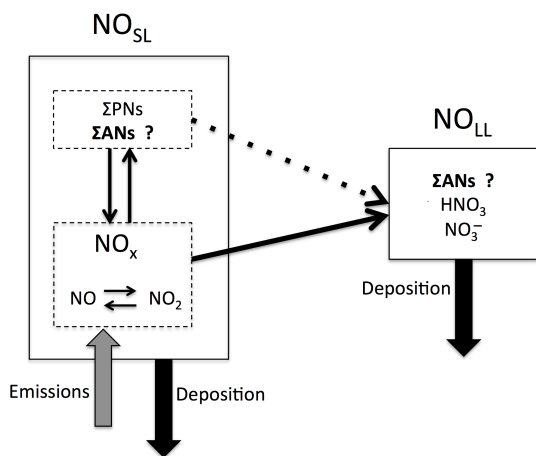 NOSL
ΣPNs
ΣANs ?
NOx
NO NO2
Emissions
Deposition
NOLL
ΣANs ?
HNO3
NO3−
Deposition